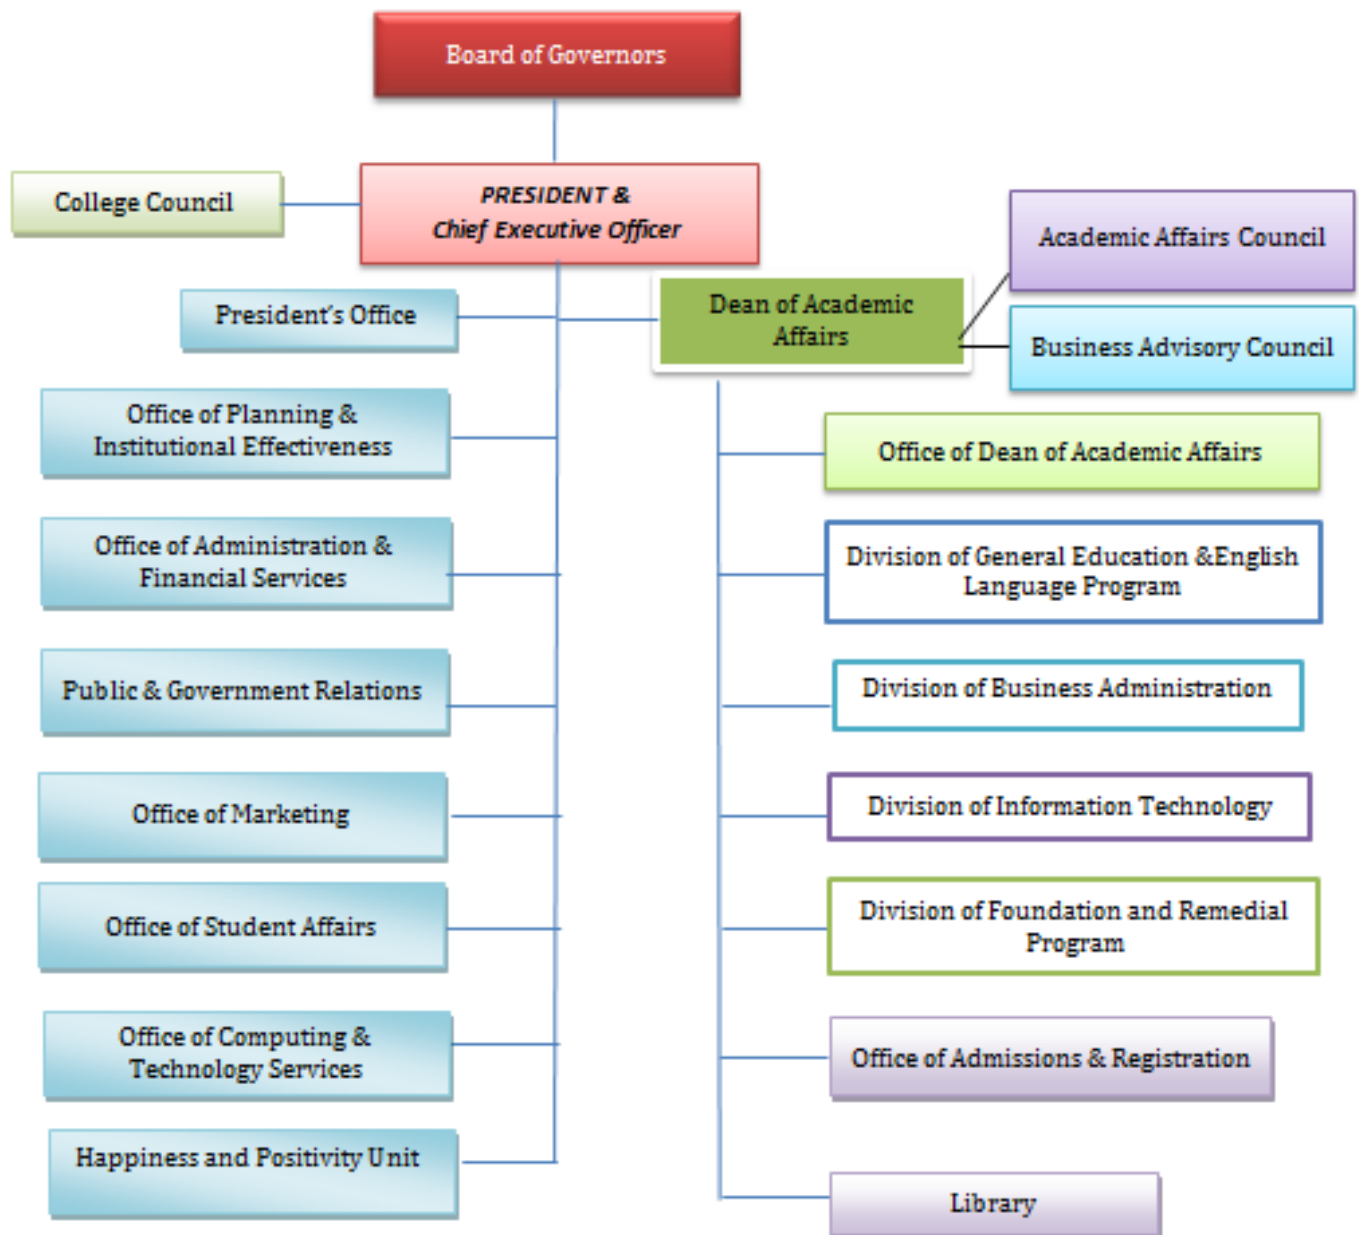 Board of Governors
College Council
PRESIDENT &
Chief Executive Officer
Academic Affairs Council
President's Office
Dean of Academic
Affairs
Business Advisory Council
Office of Planning &
Institutional Effectiveness
Office of Dean of Academic Affairs
Office of Administration &
Financial Services
Division of General Education &English
Language Program
Public & Government Relations
Division of Business Administration
Office of Marketing
Division of Information Technology
Office of Student Affairs
Division of Foundation and Remedial
Program
Office of Computing &
Technology Services
Office of Admissions & Registration
Happiness and Positivity Unit
Library